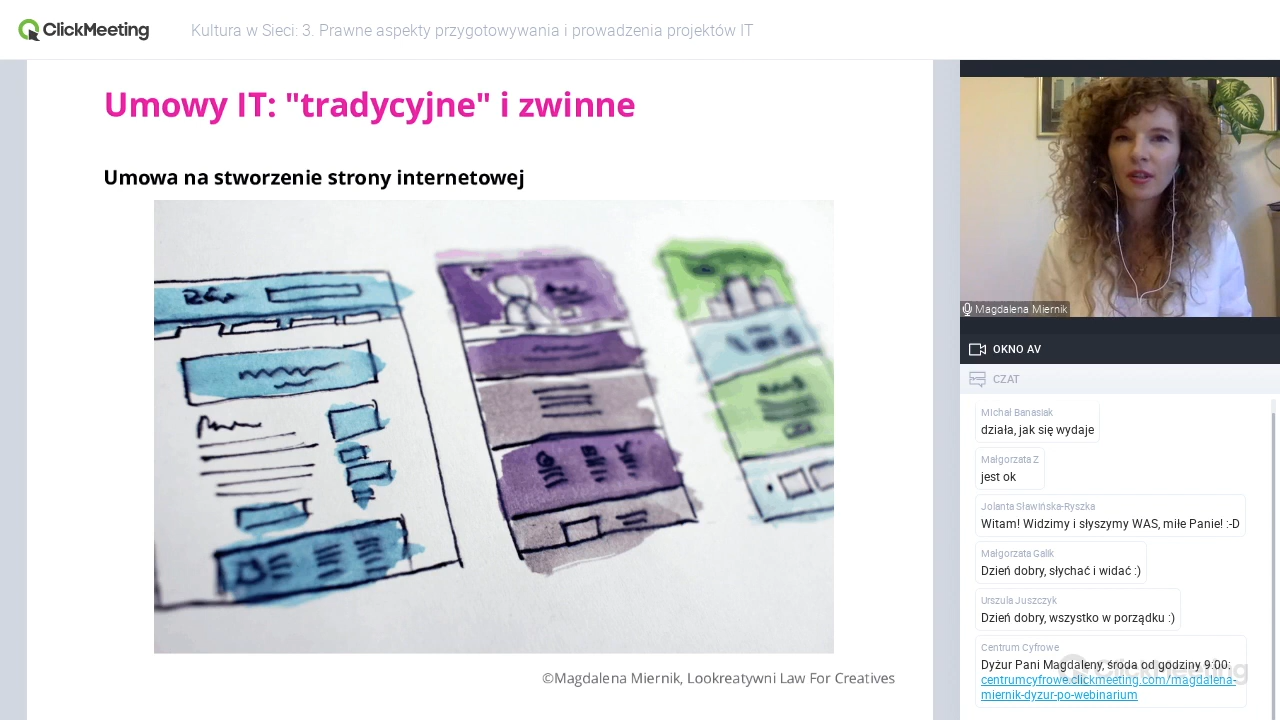 ClickMeeting
Kultura w Sieci: 3. Prawne aspekty przygotowywania i prowadzenia projektów IT
Umowy IT: "tradycyjne" i zwinne
Umowa na stworzenie strony internetowej
©Magdalena Miernik, Lookreatywni Law For Creatives
Magdalena Miernik
OKNO AV
CZAT
Michał Banasiak
działa, jak się wydaje
Małgorzata Z
jest ok
Jolanta Sławińska-Ryszka
Witam! Widzimy i słyszymy WAS, miłe Panie! :-D
Małgorzata Galik
Dzień dobry, słychać i widać :)
Urszula Juszczyk
Dzień dobry, wszystko w porządku :)
Centrum Cyfrowe
Dyżur Pani Magdaleny, środa od godziny 9:00:
centrumcyfrowe.clickmeeting.com/magdalena-
miernik-dyzur-po-webinarium
ClickMeeting